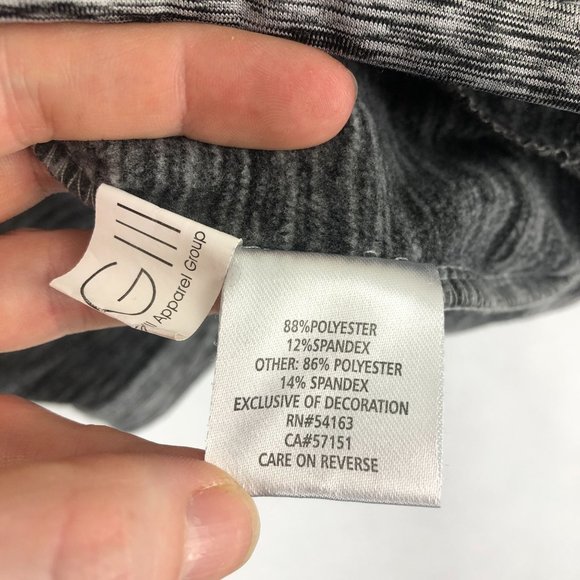 GIII
Apparel Group
88%POLYESTER
12%SPANDEX
OTHER: 86% POLYESTER
14% SPANDEX
EXCLUSIVE OF DECORATION
RN#54163
CA#57151
CARE ON REVERSE